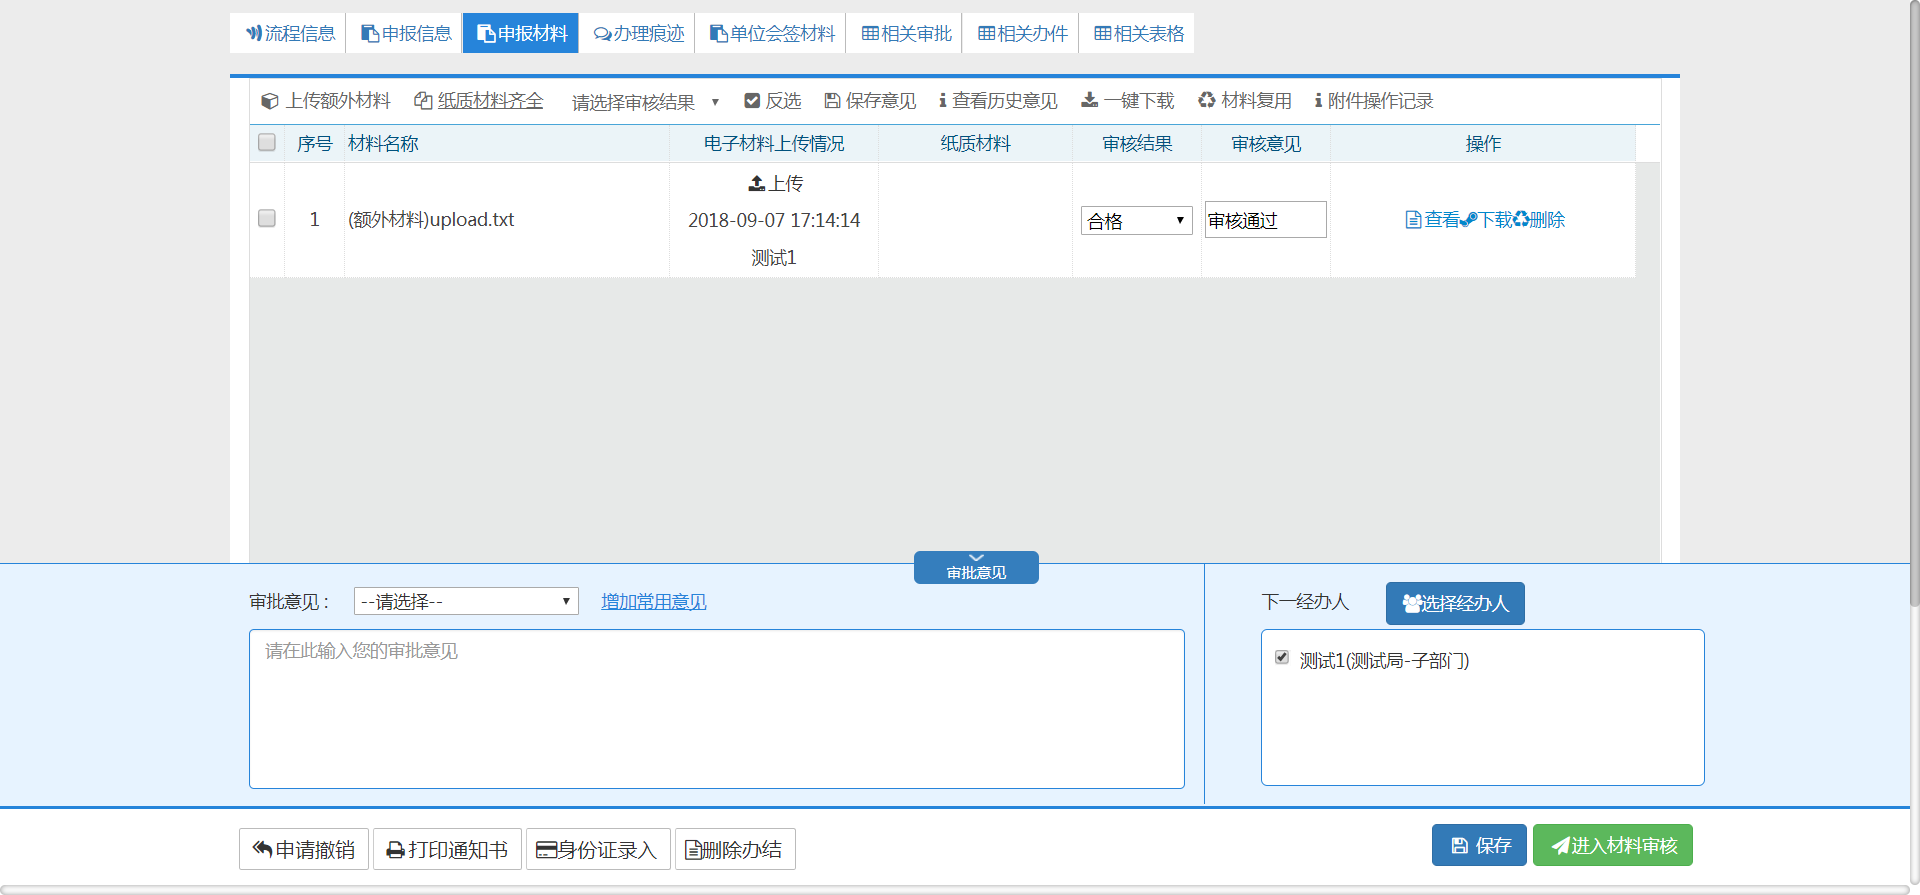 流程信息 申报信息 申报材料 办理痕迹 单位会签材料 相关审批 相关办件 相关表格
上传额外材料 纸质材料齐全 请选择审核结果 反选 保存意见 查看历史意见 一键下载 材料复用 附件操作记录
序号 材料名称 电子材料上传情况 纸质材料 审核结果 审核意见 操作
上传
1 (额外材料)upload.txt 2018-09-07 17:14:14 合格 审核通过 查看 下载 删除
测试1
审批意见
审批意见： --请选择-- 增加常用意见 下一经办人 选择经办人
请在此输入您的审批意见
测试1(测试局-子部门)
申请撤销 打印通知书 身份证录入 删除办结 保存 进入材料审核